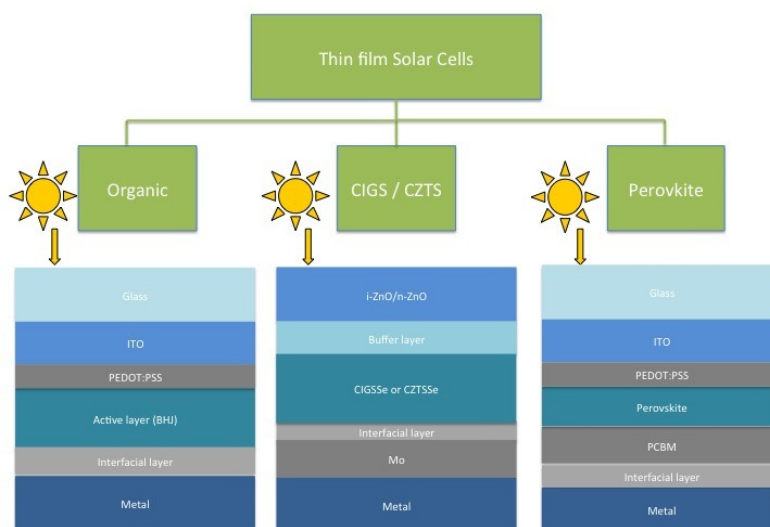 Thin film Solar Cells
Organic
CIGS / CZTS
Perovkite
Glass
ITO
PEDOT:PSS
Active layer (BHJ)
Interfacial layer
Metal
i-ZnO/n-ZnO
Buffer layer
CIGSSe or CZTSSe
Interfacial layer
Mo
Metal
Glass
ITO
PEDOT:PSS
Perovskite
PCBM
Interfacial layer
Metal